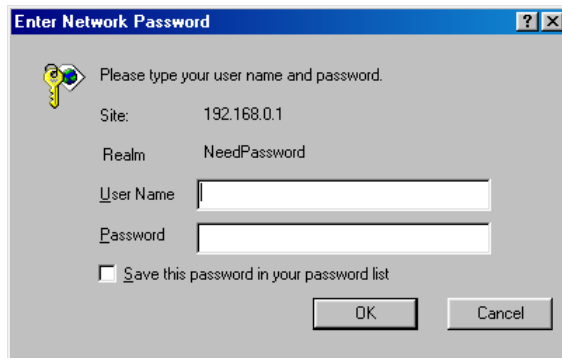 Enter Network Password
Please type your user name and password.
Site: 192.168.0.1
Realm NeedPassword
User Name
Password
Save this password in your password list
OK Cancel